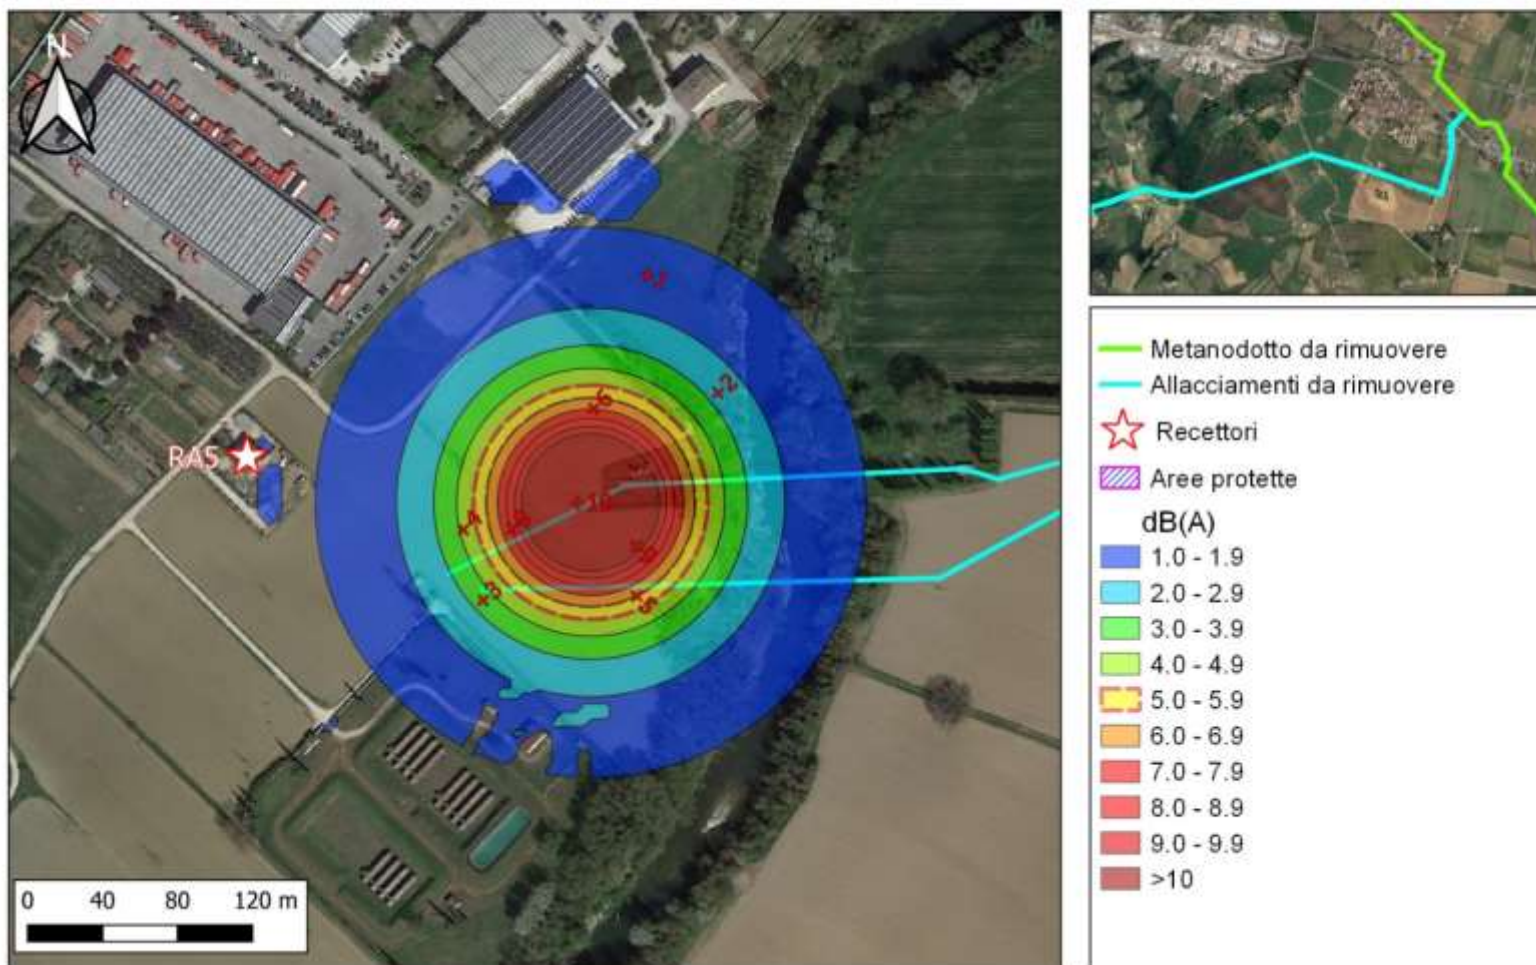 N
+1
+2
+6
RA5
+10
+4
+3
+5
0 40 80 120 m
Metanodotto da rimuovere
Allacciamenti da rimuovere
Recettori
Aree protette
dB(A)
1.0 - 1.9
2.0 - 2.9
3.0 - 3.9
4.0 - 4.9
5.0 - 5.9
6.0 - 6.9
7.0 - 7.9
8.0 - 8.9
9.0 - 9.9
>10